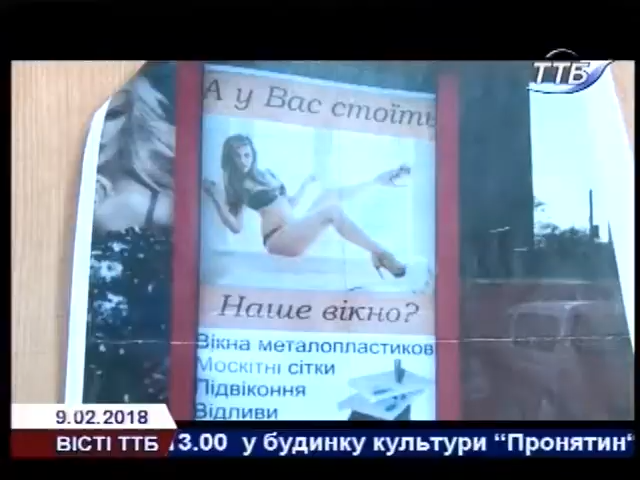 ТТБ
А у Вас стоїть
Наше вікно?
Вікна металопластиков
Москітні сітки
Підвіконня
Відливи
9.02.2018
ВІСТІ ТТБ
13.00 у будинку культури “Пронятин“